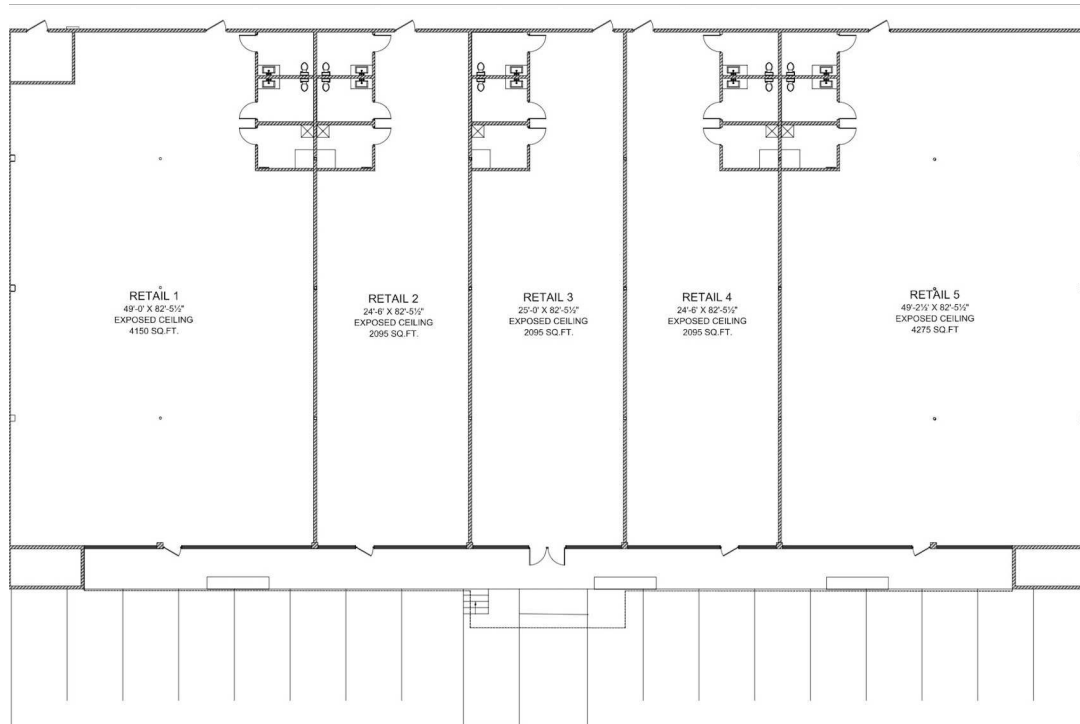 RETAIL 1
49'-0' X 82'-5½"
EXPOSED CEILING
4150 SQ.FT.
RETAIL 2
24'-6' X 82'-5½"
EXPOSED CEILING
2095 SQ.FT.
RETAIL 3
25'-0' X 82'-5½"
EXPOSED CEILING
2095 SQ.FT.
RETAIL 4
24'-6' X 82'-5½"
EXPOSED CEILING
2095 SQ.FT.
RETAIL 5
49'-2½' X 82'-5½"
EXPOSED CEILING
4275 SQ.FT